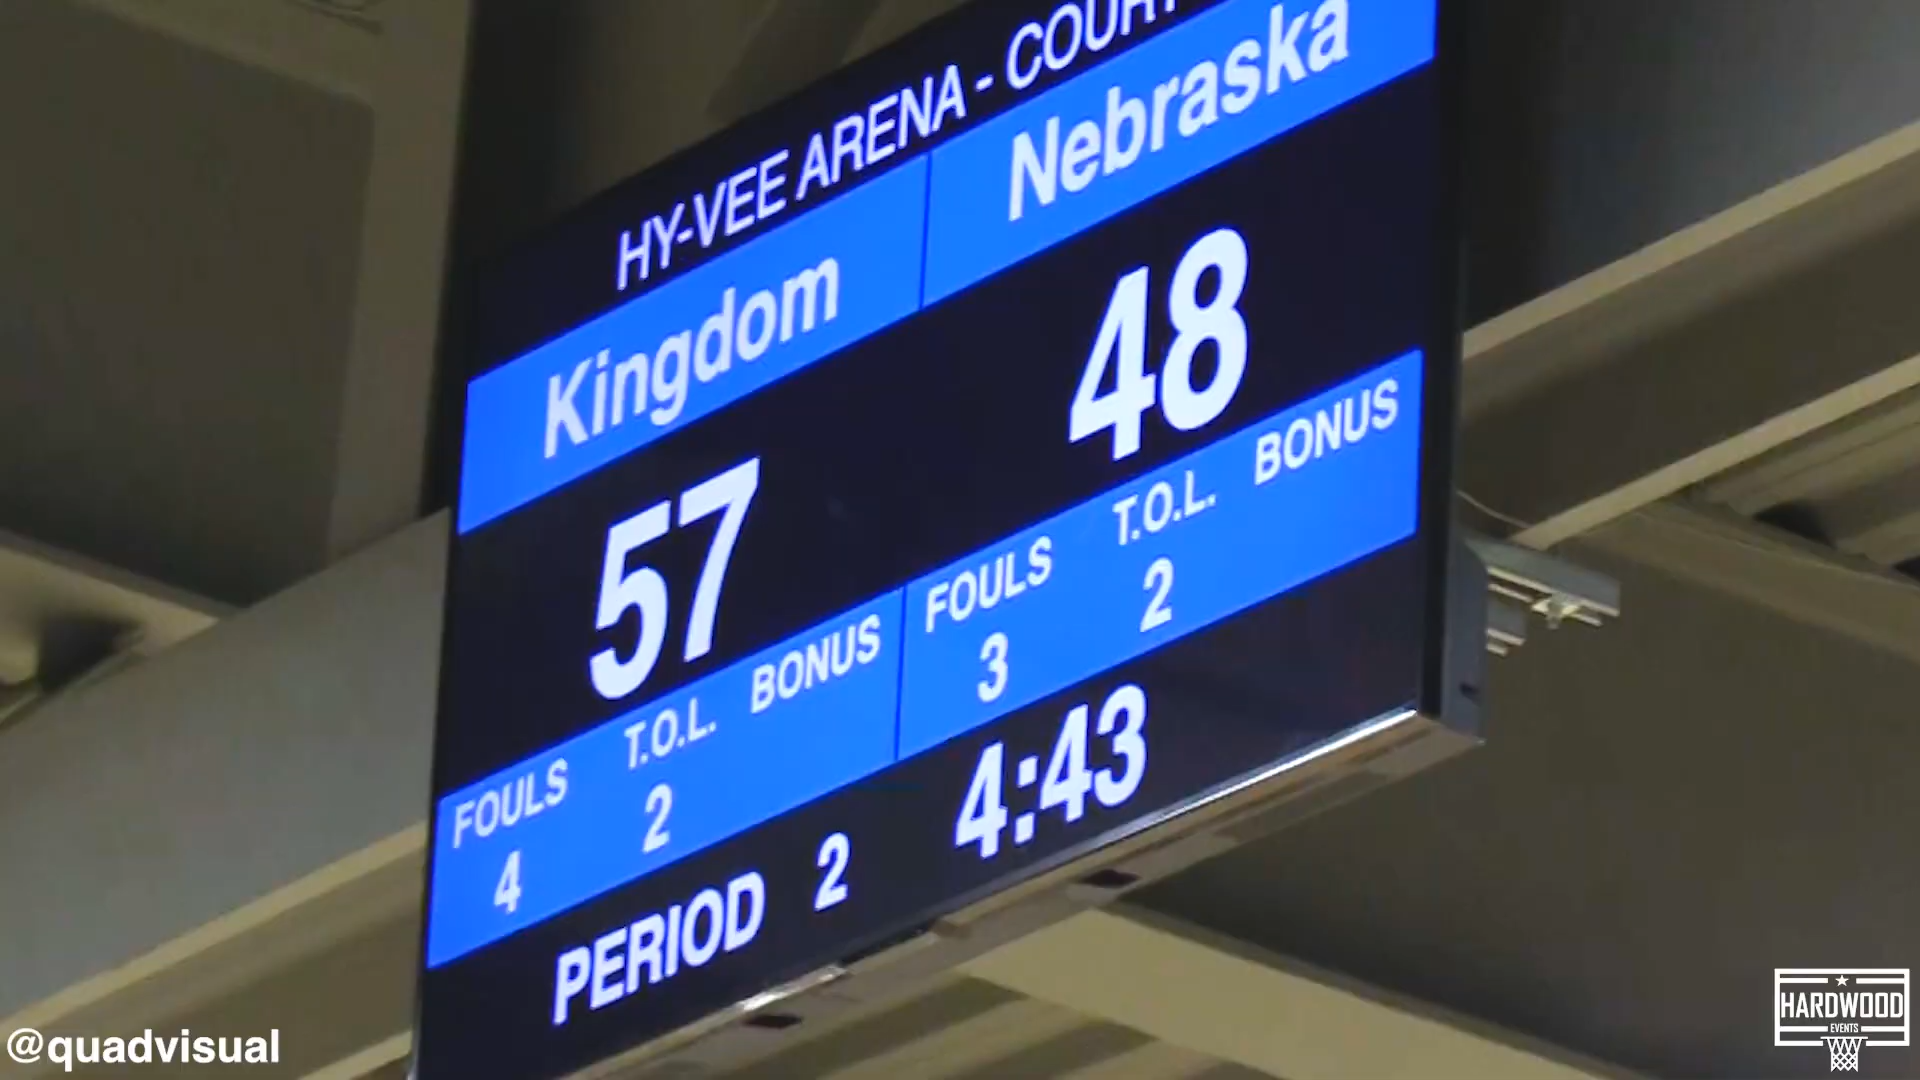 HY-VEE ARENA - COURT
Kingdom Nebraska
57 48
FOULS T.O.L. BONUS FOULS T.O.L. BONUS
4 2 3 2
PERIOD 2 4:43
@quadvisual
HARDWOOD
EVENTS